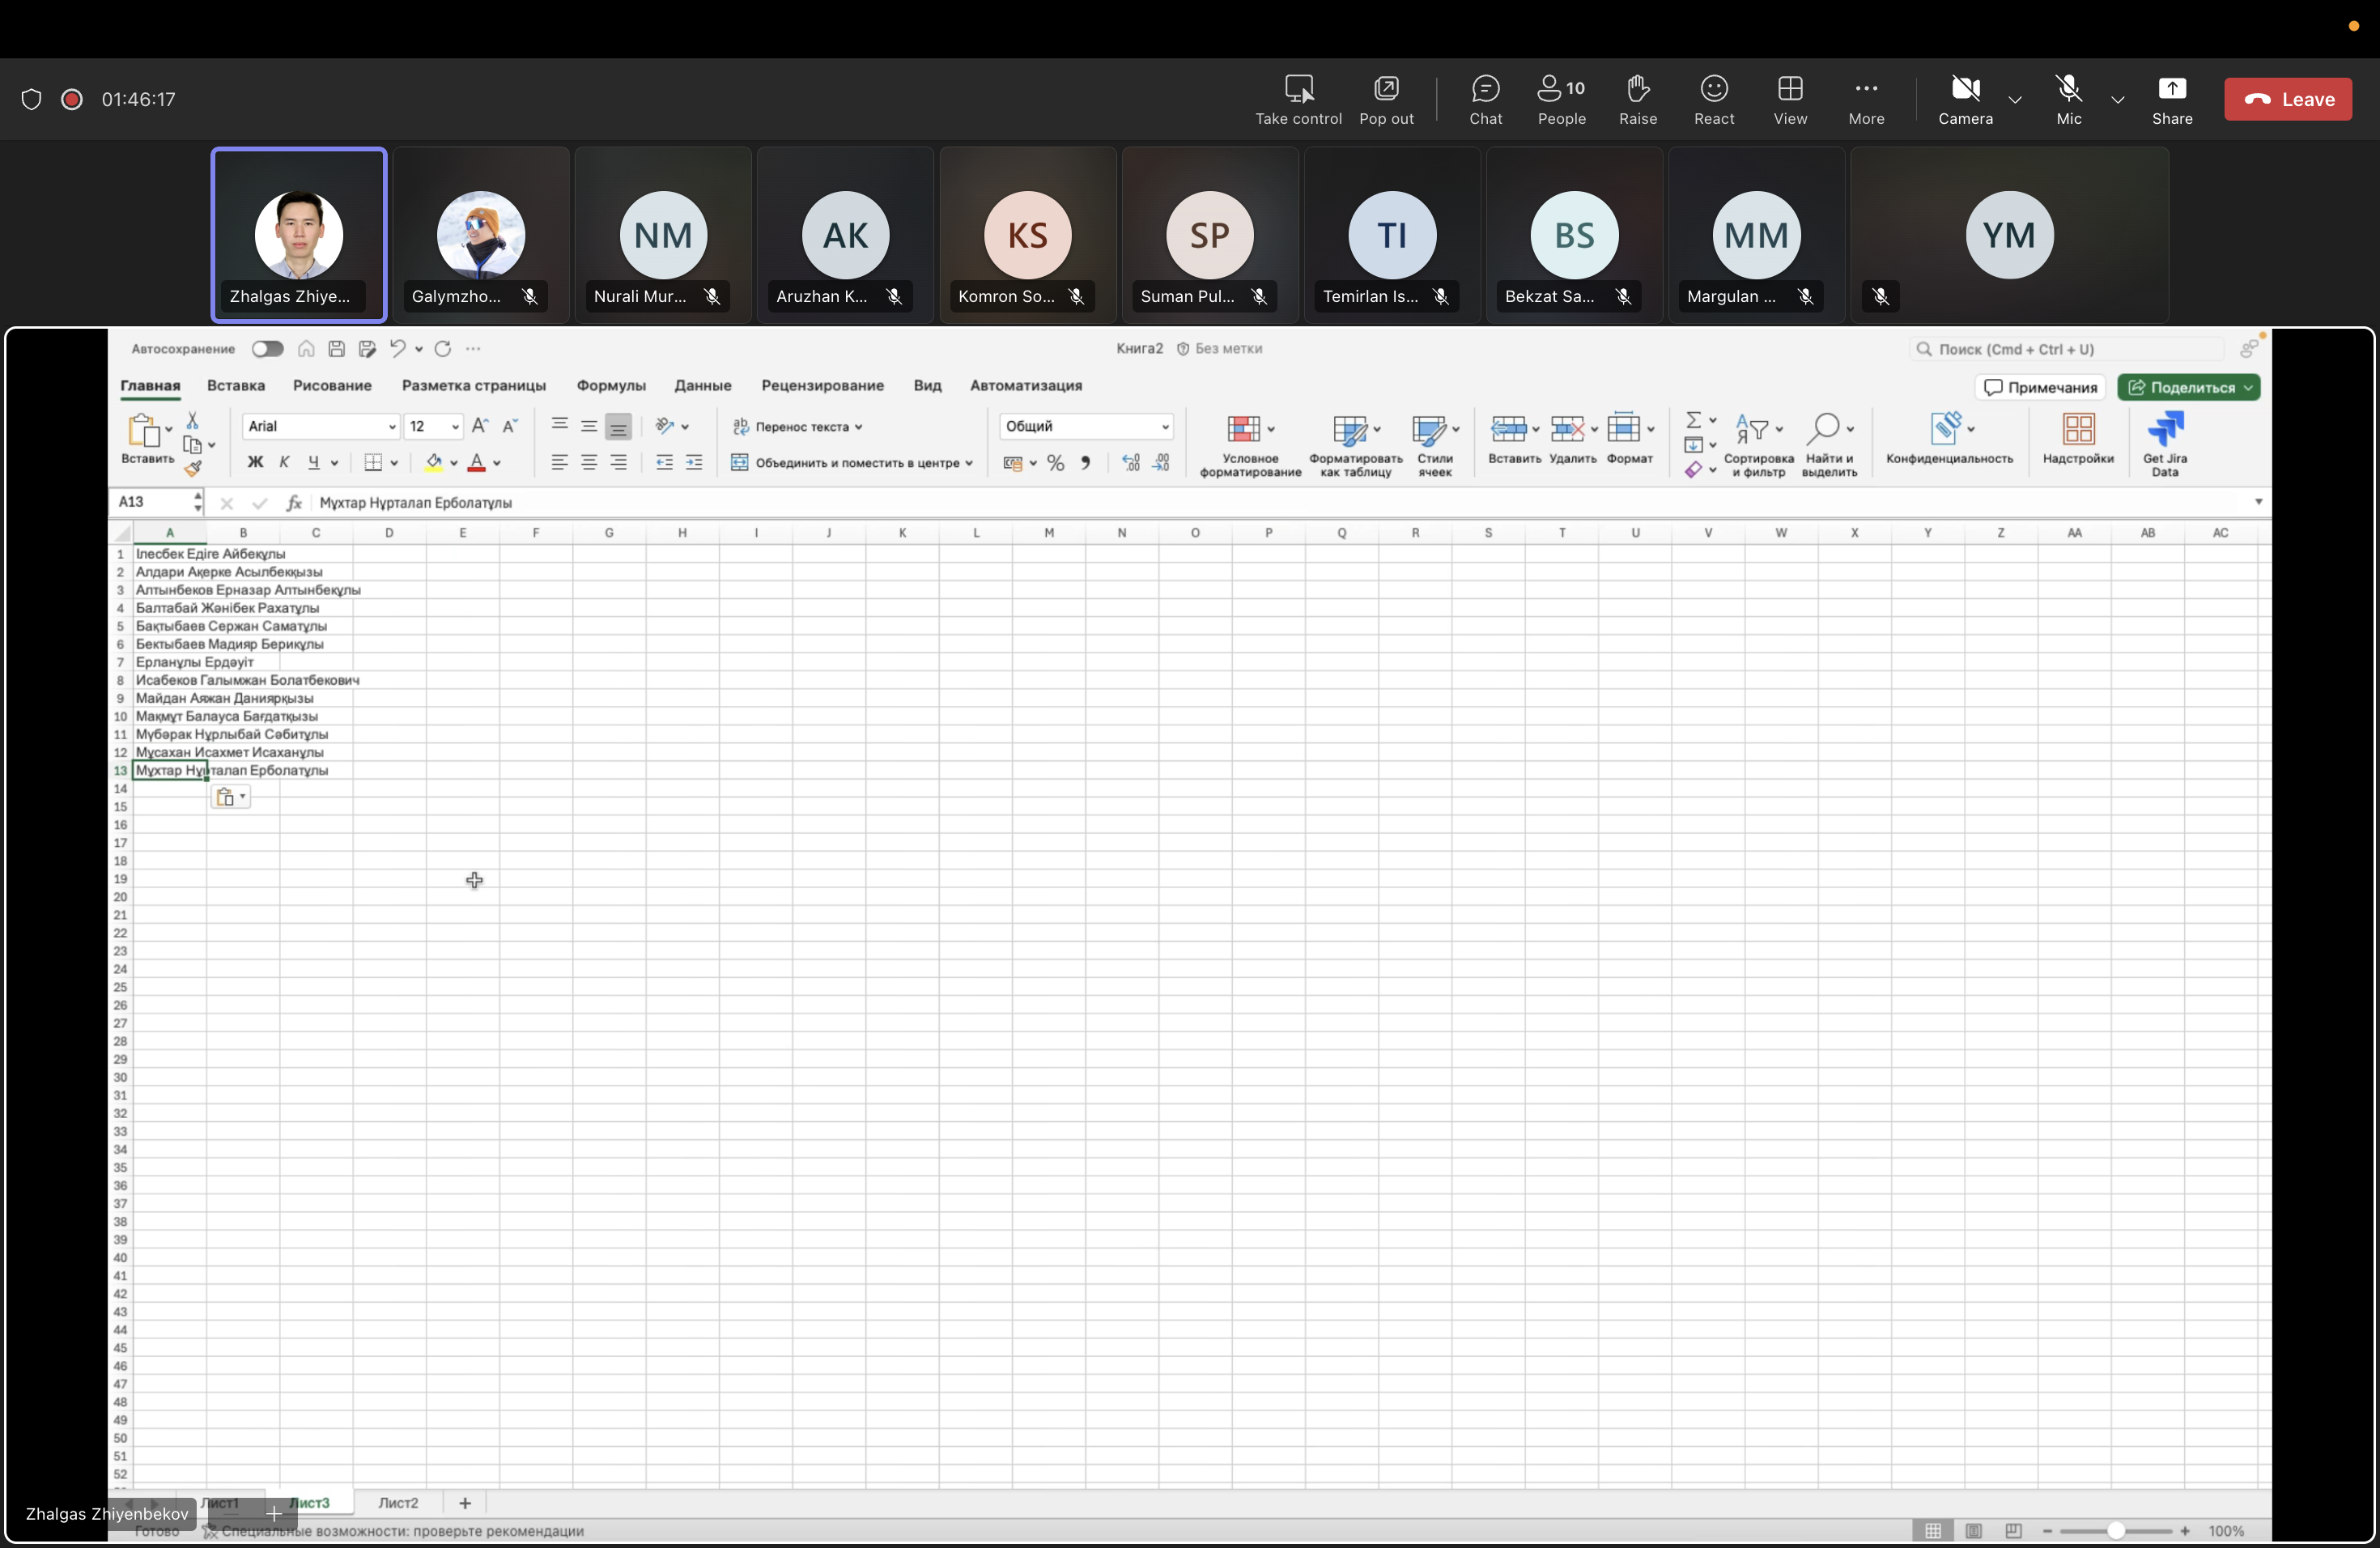 01:46:17
Take control
Pop out
Chat
10
People
Raise
React
View
More
Camera
Mic
Share
Leave
NM
AK
KS
SP
TI
BS
MM
YM
Zhalgas Zhiye...
Galymzho...
Nurali Mur...
Aruzhan K...
Komron So...
Suman Pul...
Temirlan Is...
Bekzat Sa...
Margulan ...
Автосохранение
Книга2
Без метки
Поиск (Cmd + Ctrl + U)
Главная Вставка Рисование Разметка страницы Формулы Данные Рецензирование Вид Автоматизация
Примечания
Поделиться
Вставить
Arial
12
Ж К Ч
Перенос текста
Объединить и поместить в центре
Общий
Условное форматирование
Форматировать как таблицу
Стили ячеек
Вставить
Удалить
Формат
Сортировка и фильтр
Найти и выделить
Конфиденциальность
Надстройки
Get Jira Data
A13
fx
Мұхтар Нұрталап Ерболатұлы
A B C D E F G H I J K L M N O P Q R S T U V W X Y Z AA AB AC
1 Ілесбек Едіге Айбекұлы
2 Алдари Ақерке Асылбекқызы
3 Алтынбеков Ерназар Алтынбекұлы
4 Балтабай Жәнібек Рахатұлы
5 Бақтыбаев Сержан Саматұлы
6 Бектыбаев Мадияр Берикұлы
7 Ерланұлы Ердәуіт
8 Исабеков Галымжан Болатбекович
9 Майдан Аяжан Даниярқызы
10 Мақмұт Балауса Бағдатқызы
11 Мүбәрак Нұрлыбай Сәбитұлы
12 Мұсахан Исахмет Исаханұлы
13 Мұхтар Нұрталап Ерболатұлы
14
15
16
17
18
19
20
21
22
23
24
25
26
27
28
29
30
31
32
33
34
35
36
37
38
39
40
41
42
43
44
45
46
47
48
49
50
51
52
Лист1
Лист3
Лист2
Zhalgas Zhiyenbekov
Готово
Специальные возможности: проверьте рекомендации
100%